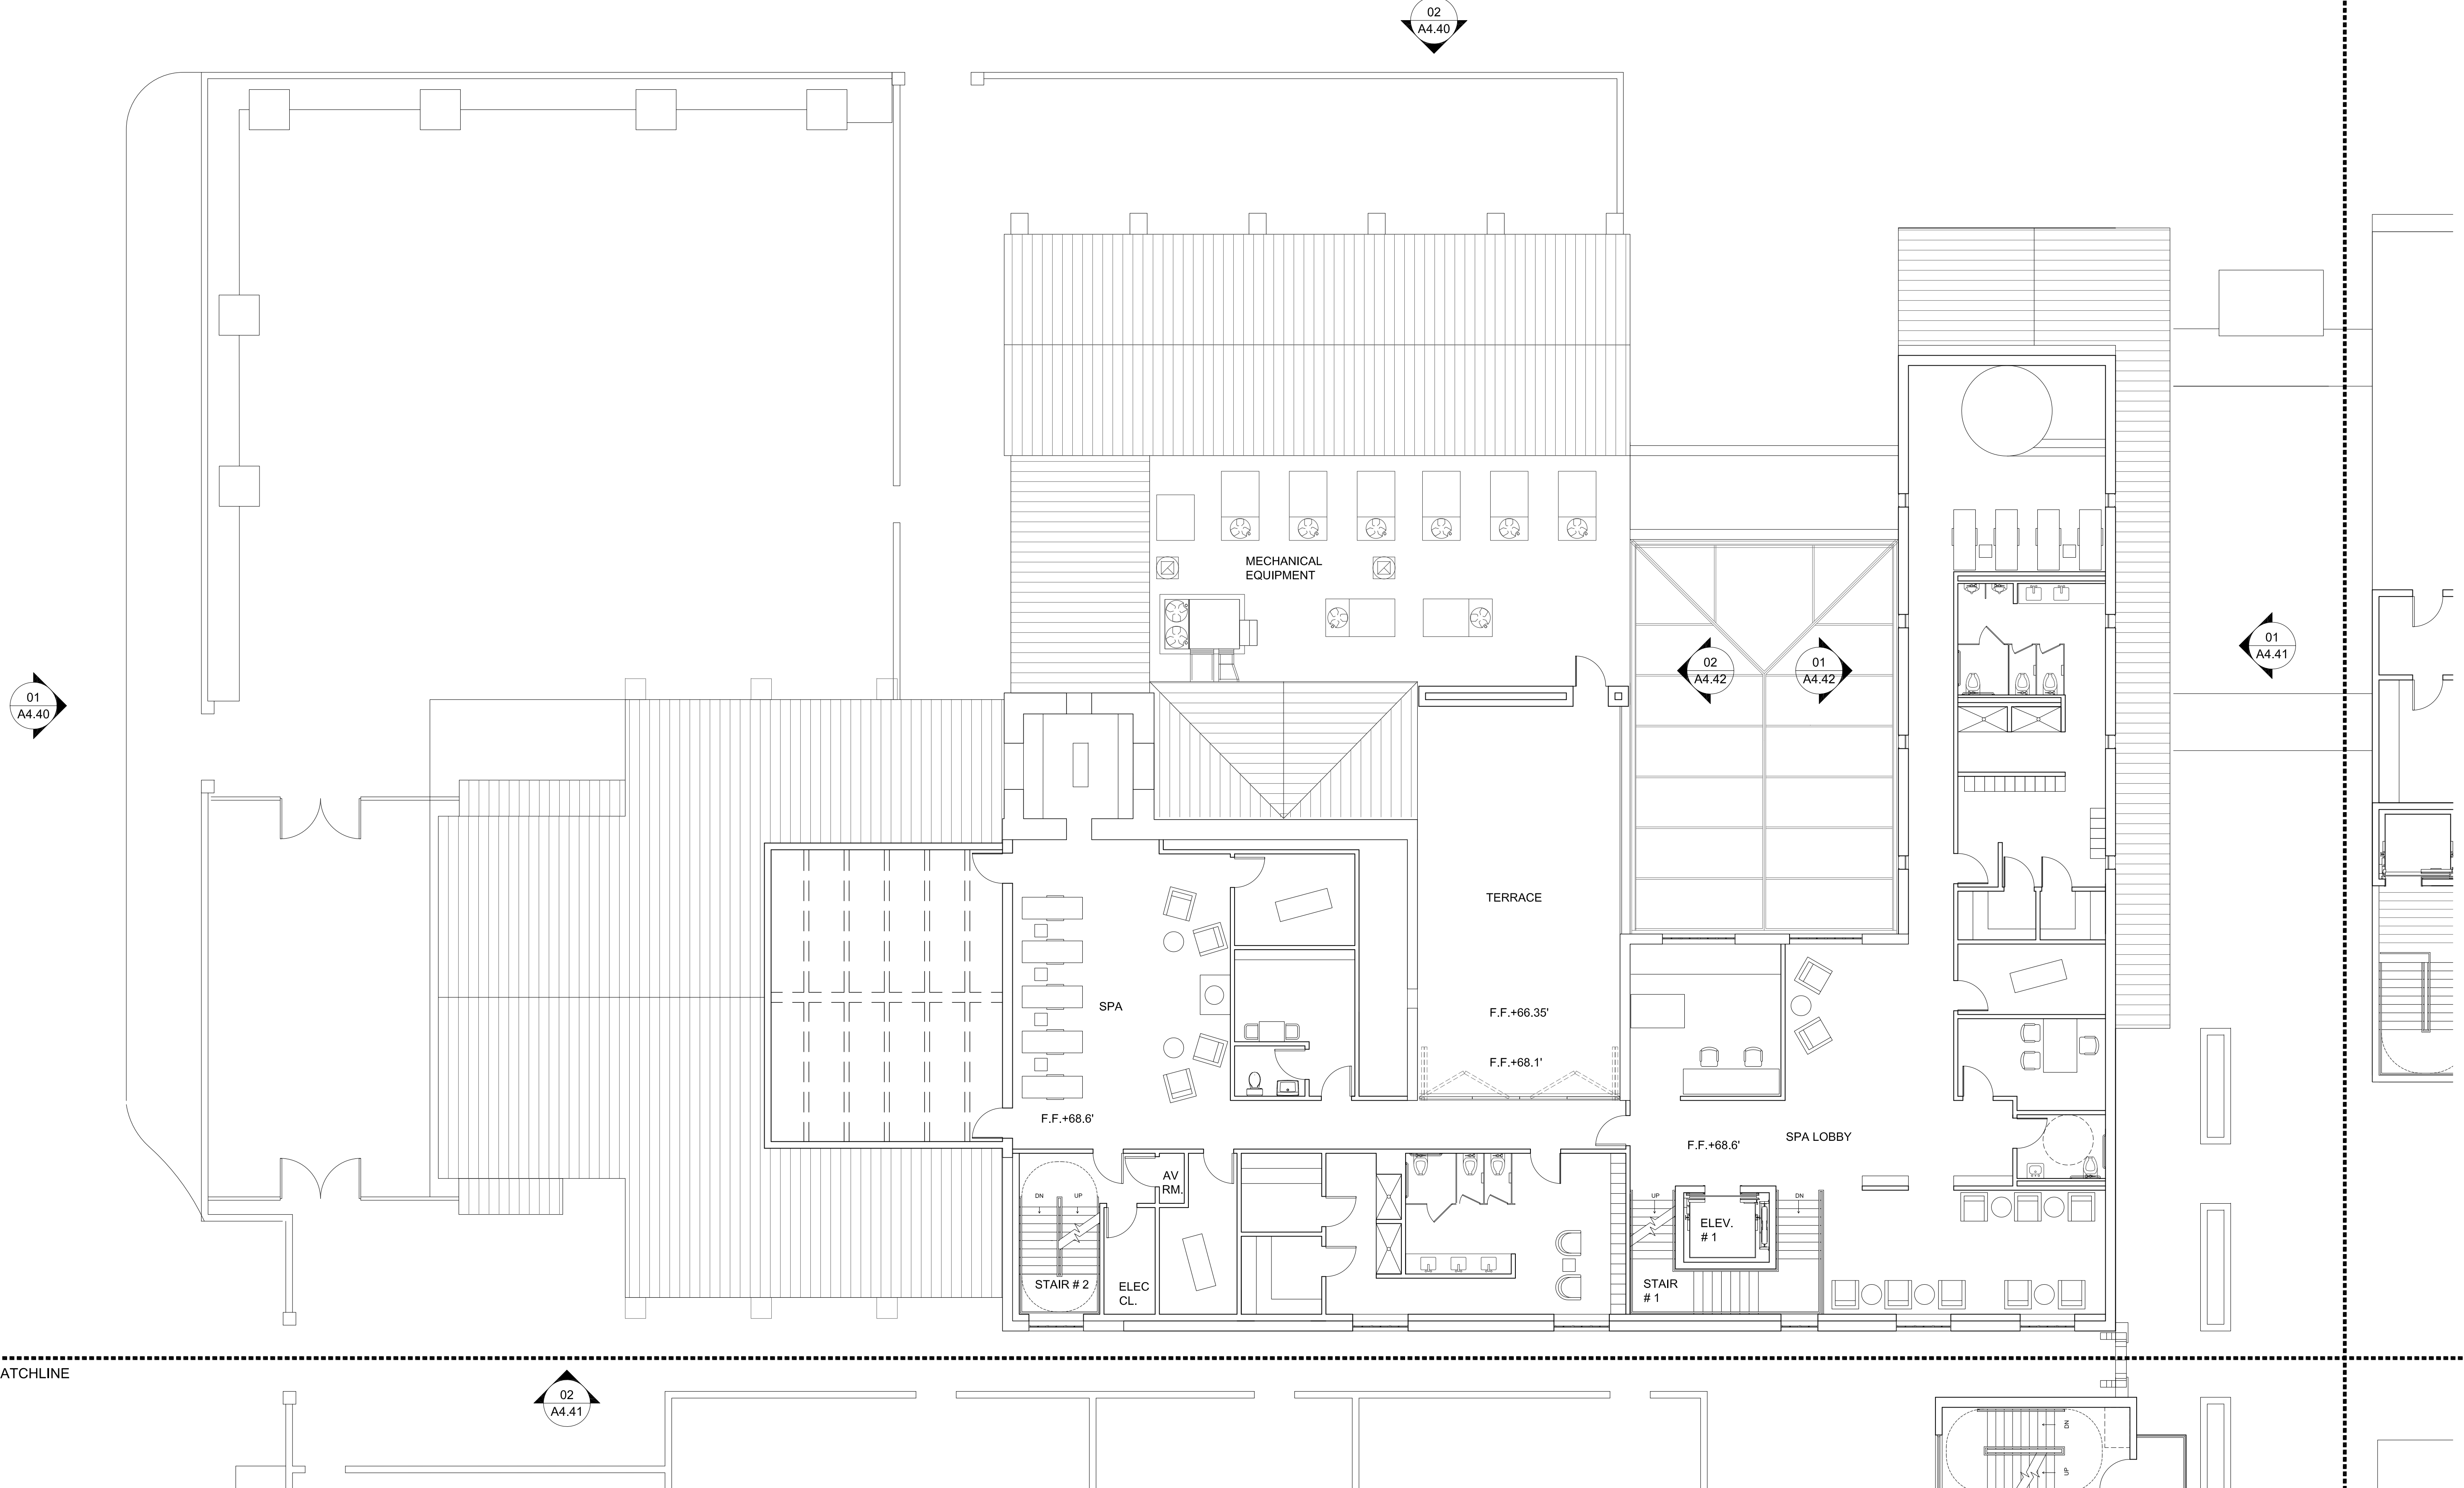 02
A4.40
MECHANICAL
EQUIPMENT
01
A4.41
02
A4.42
01
A4.42
01
A4.40
TERRACE
SPA
F.F.+66.35'
F.F.+68.1'
F.F.+68.6'
F.F.+68.6'
SPA LOBBY
AV
RM.
DN
UP
UP
DN
ELEV.
# 1
STAIR # 2
ELEC
CL.
STAIR
# 1
ATCHLINE
02
A4.41
DN
UP